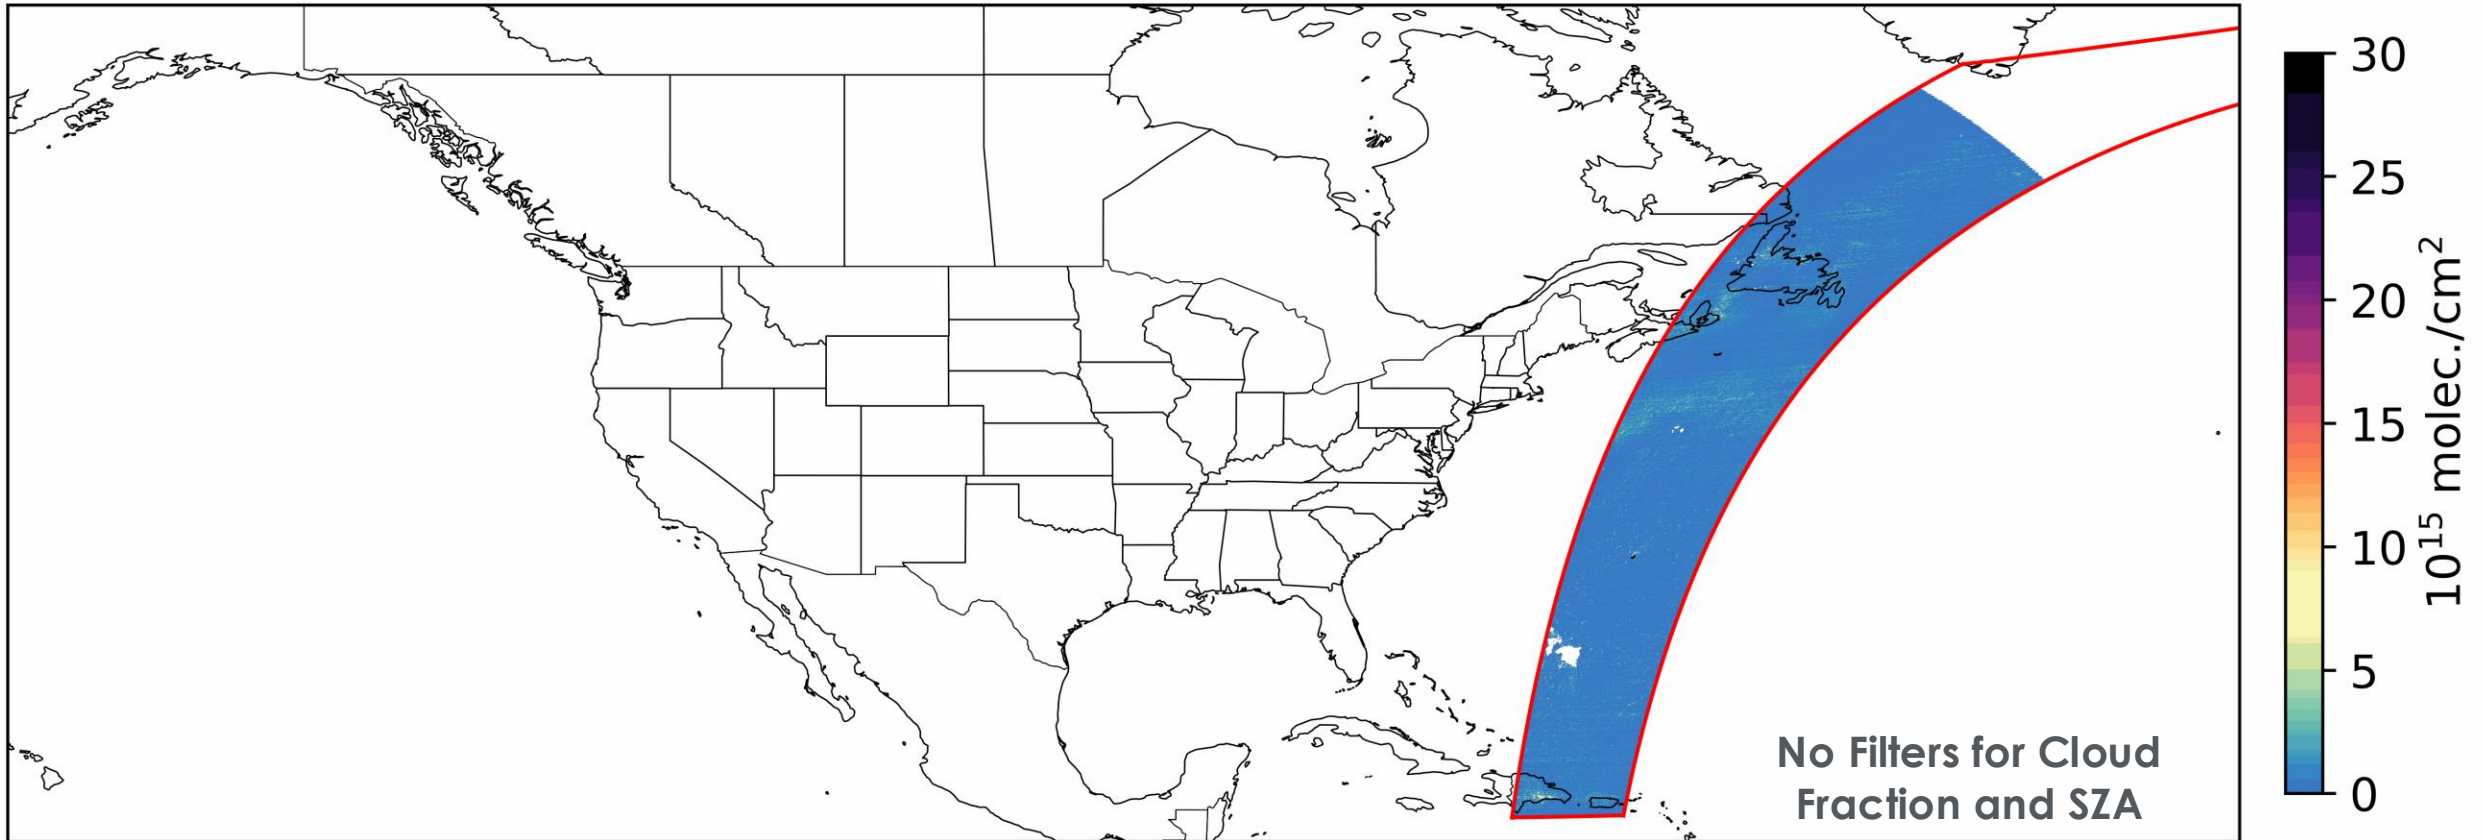 30
25
20
15
10
5
0
10¹⁵ molec./cm²
No Filters for Cloud
Fraction and SZA